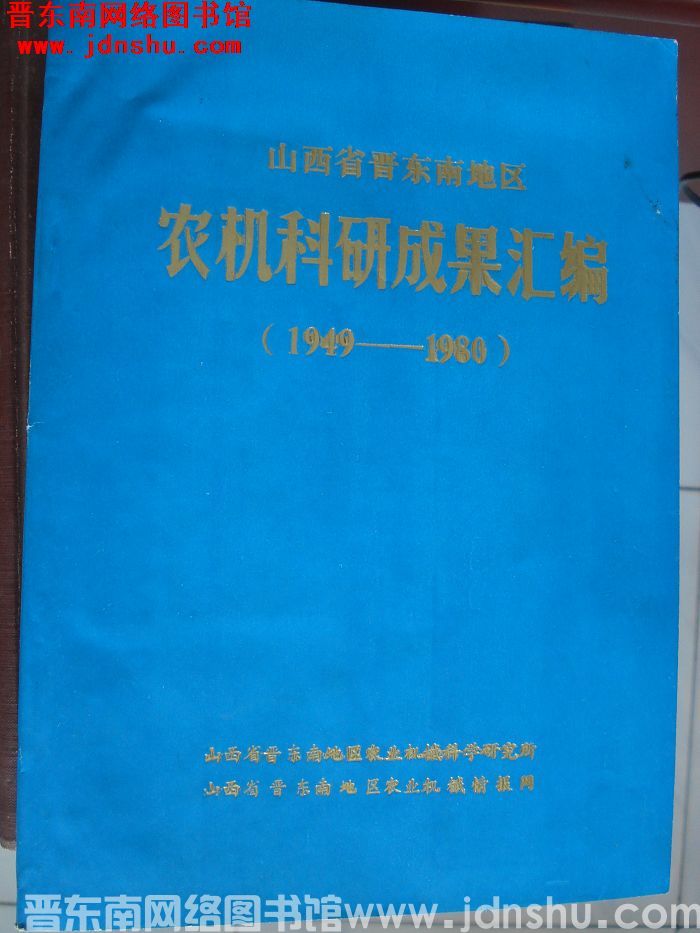 晋东南网络图书馆
www.jdnshu.com
山西省晋东南地区
农机科研成果汇编
（1949——1980）
山西省晋东南地区农业机械科学研究所
山西省晋东南地区农业机械情报网
晋东南网络图书馆www.jdnshu.com